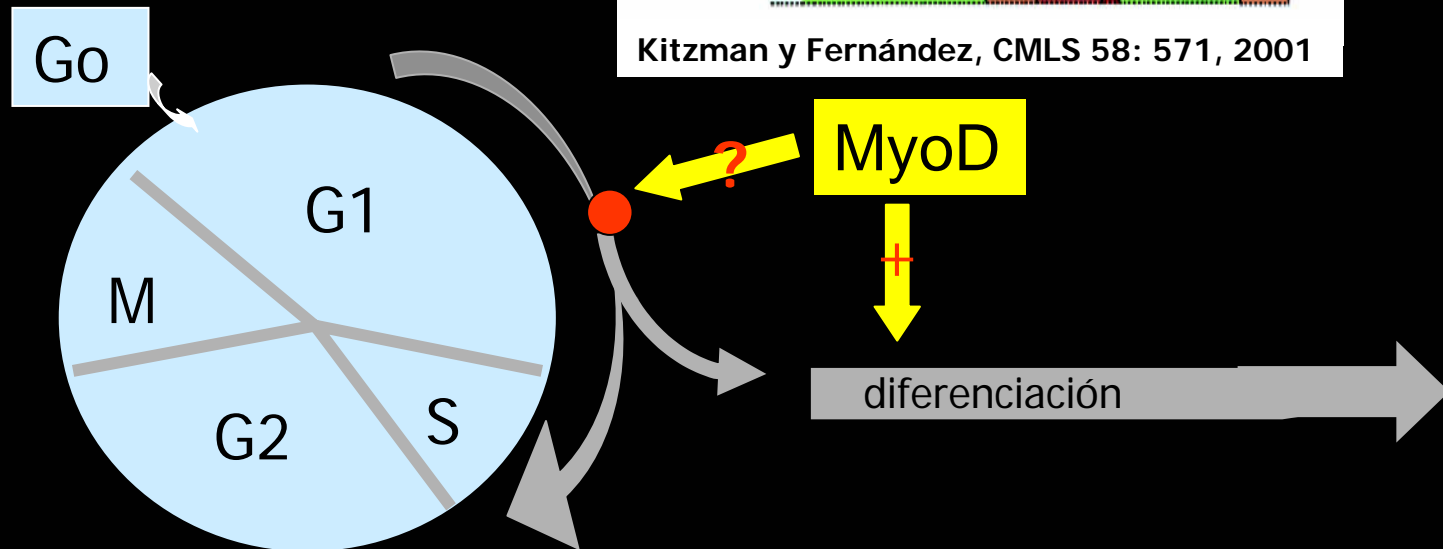 Kitzman y Fernández, CMLS 58: 571, 2001
Go
MyoD
?
G1
+
M
diferenciación
G2
S